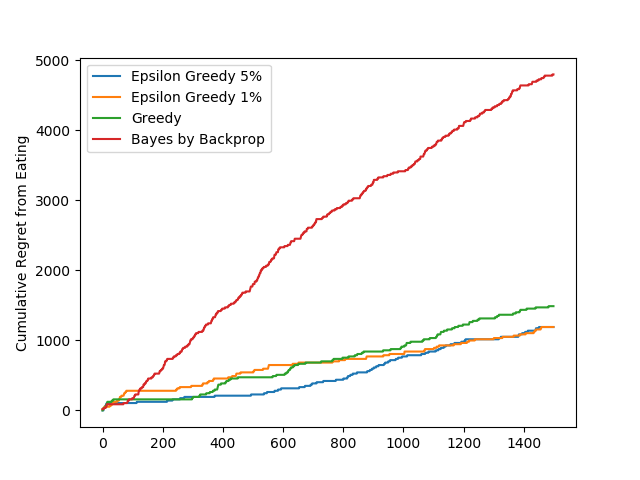 Epsilon Greedy 5%
Epsilon Greedy 1%
Greedy
Bayes by Backprop
Cumulative Regret from Eating
5000
4000
3000
2000
1000
0
0 200 400 600 800 1000 1200 1400